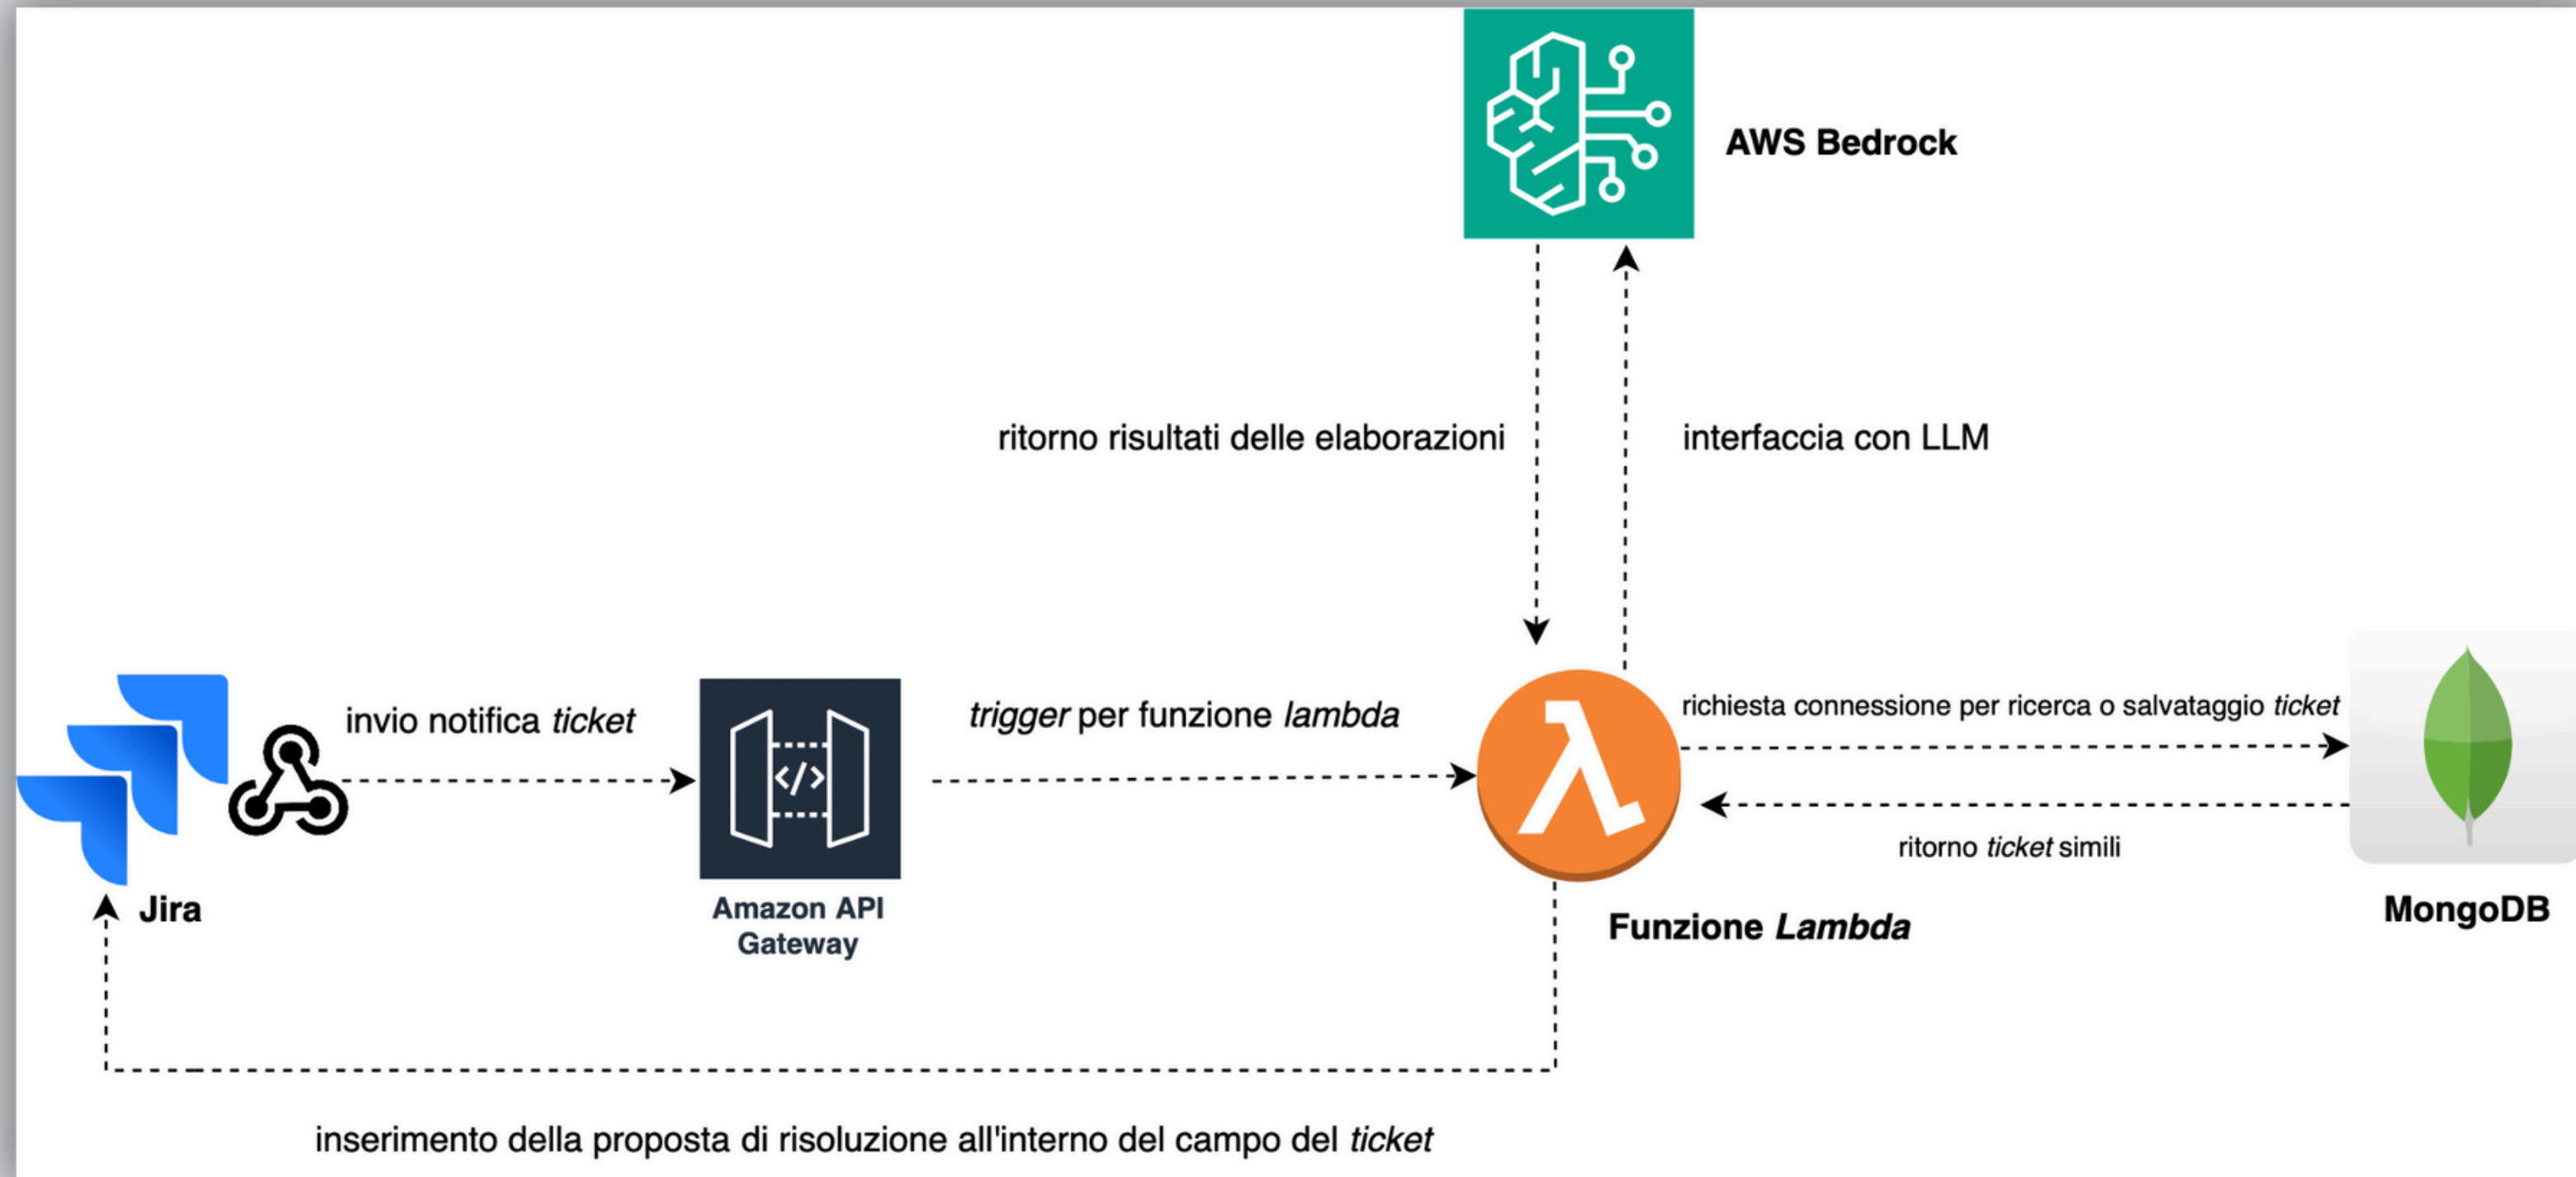 AWS Bedrock
ritorno risultati delle elaborazioni
interfaccia con LLM
invio notifica ticket
trigger per funzione lambda
richiesta connessione per ricerca o salvataggio ticket
</>
ritorno ticket simili
Jira
Amazon API
Gateway
Funzione Lambda
MongoDB
inserimento della proposta di risoluzione all'interno del campo del ticket